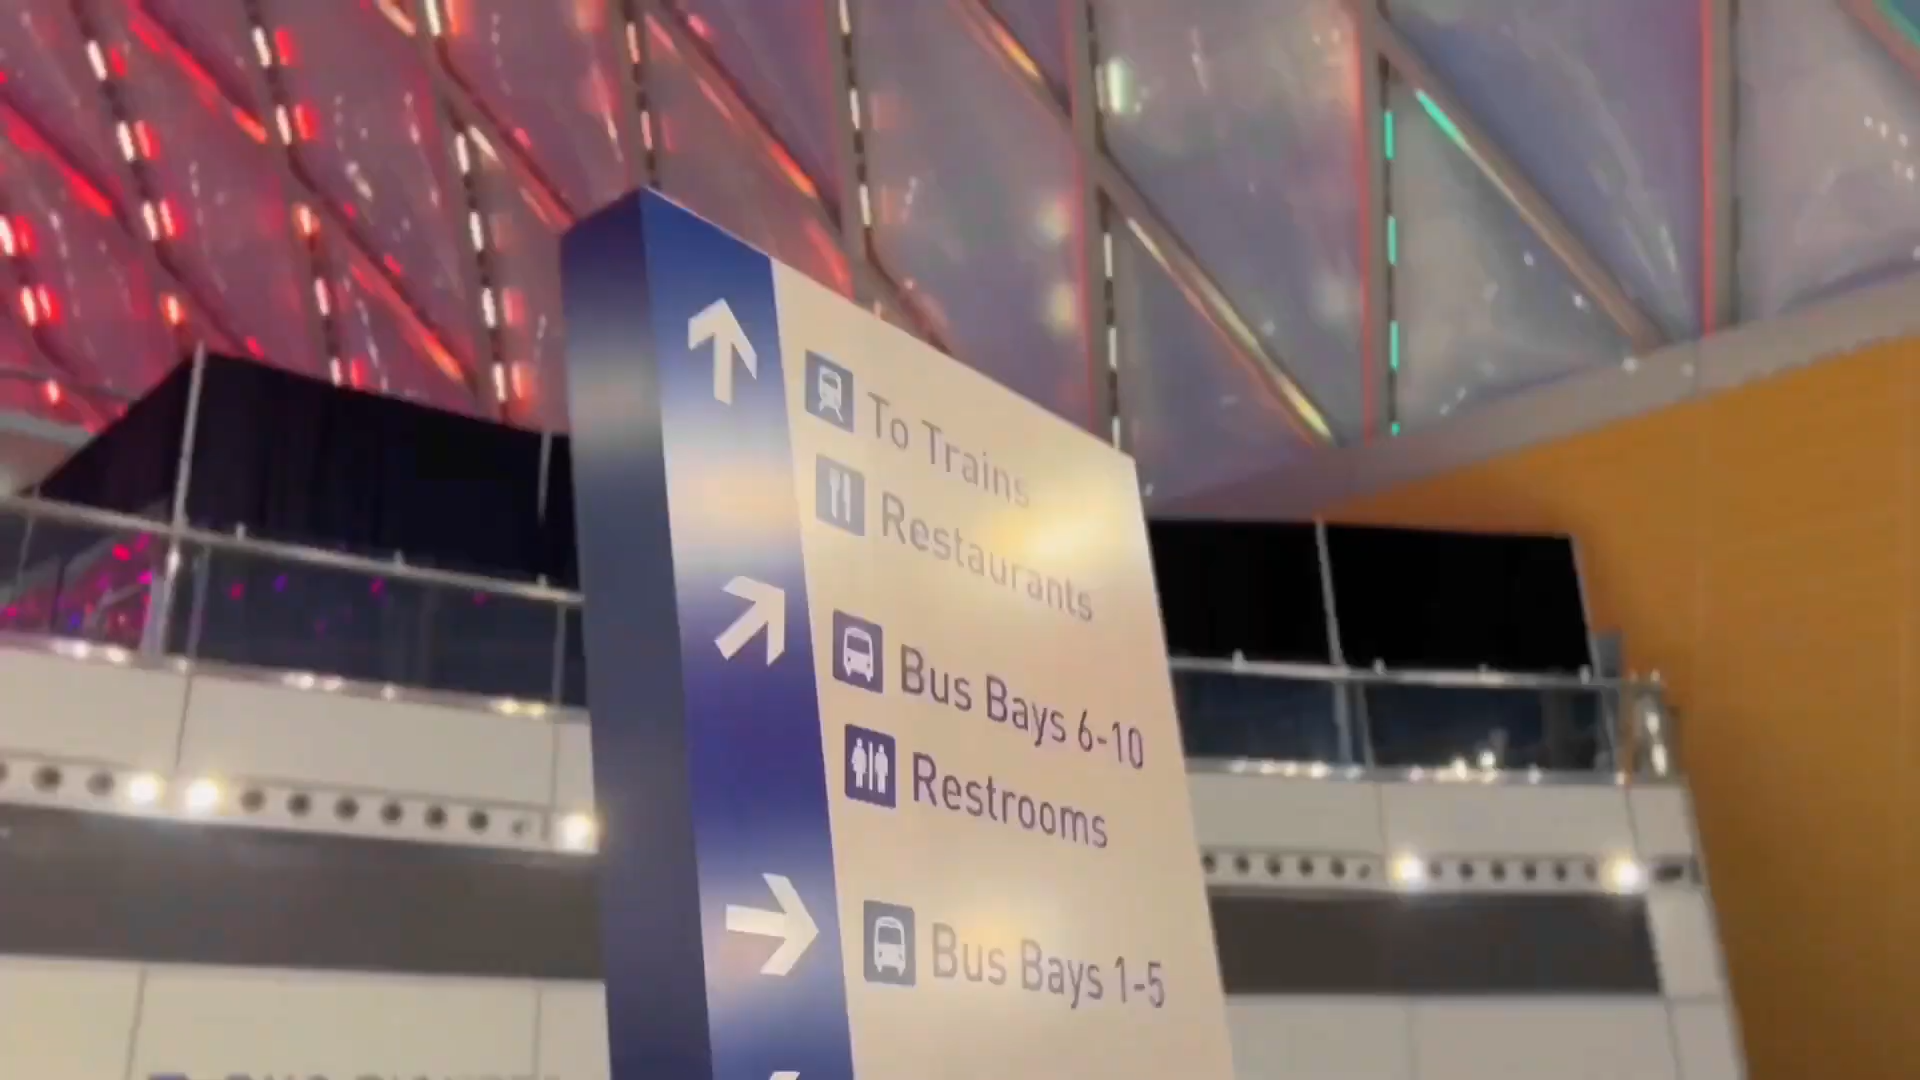 To Trains
Restaurants
Bus Bays 6-10
Restrooms
Bus Bays 1-5